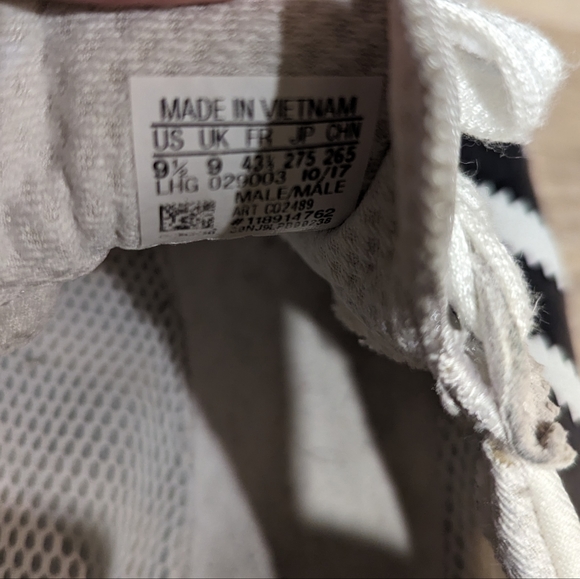 MADE IN VIETNAM
US UK FR JP CHN
9½ 9 43⅓ 275 265
LHG 029003 10/17
MALE/MALE
ART CQ2489
#118914762